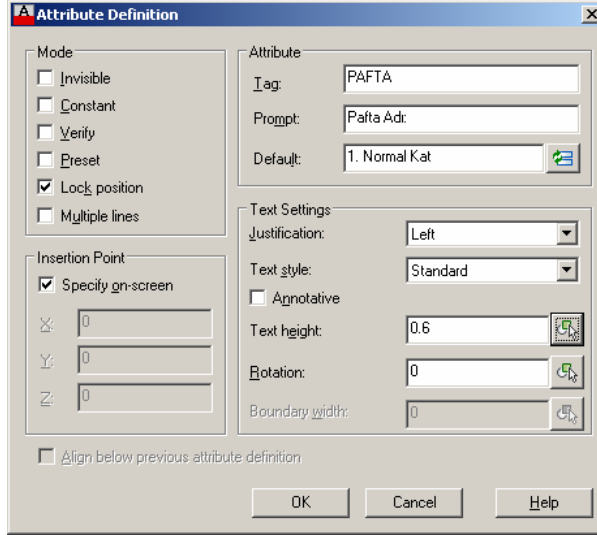 Attribute Definition
Mode
Invisible
Constant
Verify
Preset
Lock position
Multiple lines
Insertion Point
Specify on-screen
X: 0
Y: 0
Z: 0
Attribute
Tag: PAFTA
Prompt: Pafta Adı:
Default: 1. Normal Kat
Text Settings
Justification: Left
Text style: Standard
Annotative
Text height: 0.6
Rotation: 0
Boundary width: 0
Align below previous attribute definition
OK Cancel Help